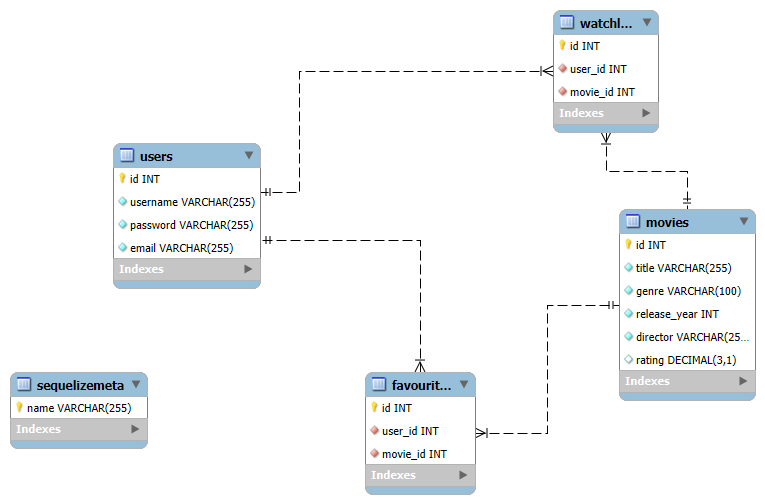 watchl...
id INT
user_id INT
movie_id INT
Indexes
users
id INT
username VARCHAR(255)
password VARCHAR(255)
email VARCHAR(255)
Indexes
movies
id INT
title VARCHAR(255)
genre VARCHAR(100)
release_year INT
director VARCHAR(25...
rating DECIMAL(3,1)
Indexes
sequelizemeta
name VARCHAR(255)
Indexes
favourit...
id INT
user_id INT
movie_id INT
Indexes